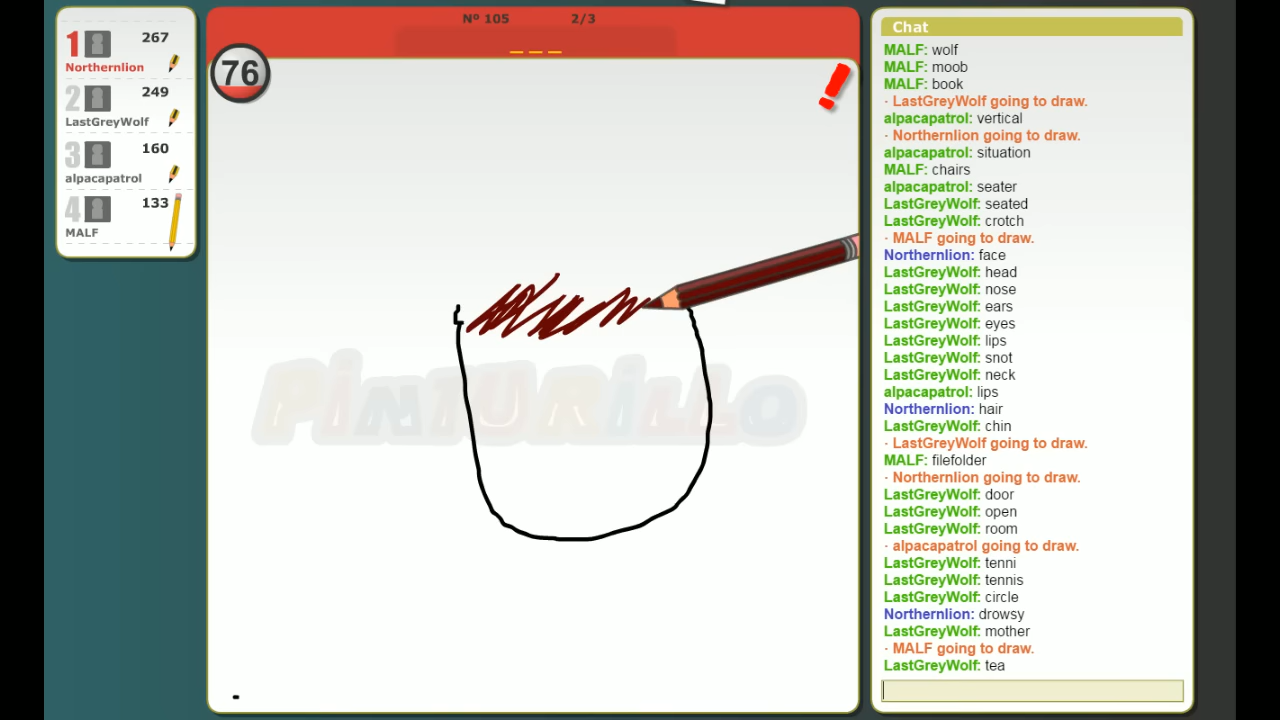 Nº 105 2/3
_ _ _
76
!
1 267
Northernlion
2 249
LastGreyWolf
3 160
alpacapatrol
4 133
MALF
PINTURILLO
Chat
MALF: wolf
MALF: moob
MALF: book
· LastGreyWolf going to draw.
alpacapatrol: vertical
· Northernlion going to draw.
alpacapatrol: situation
MALF: chairs
alpacapatrol: seater
LastGreyWolf: seated
LastGreyWolf: crotch
· MALF going to draw.
Northernlion: face
LastGreyWolf: head
LastGreyWolf: nose
LastGreyWolf: ears
LastGreyWolf: eyes
LastGreyWolf: lips
LastGreyWolf: snot
LastGreyWolf: neck
alpacapatrol: lips
Northernlion: hair
LastGreyWolf: chin
· LastGreyWolf going to draw.
MALF: filefolder
· Northernlion going to draw.
LastGreyWolf: door
LastGreyWolf: open
LastGreyWolf: room
· alpacapatrol going to draw.
LastGreyWolf: tenni
LastGreyWolf: tennis
LastGreyWolf: circle
Northernlion: drowsy
LastGreyWolf: mother
· MALF going to draw.
LastGreyWolf: tea